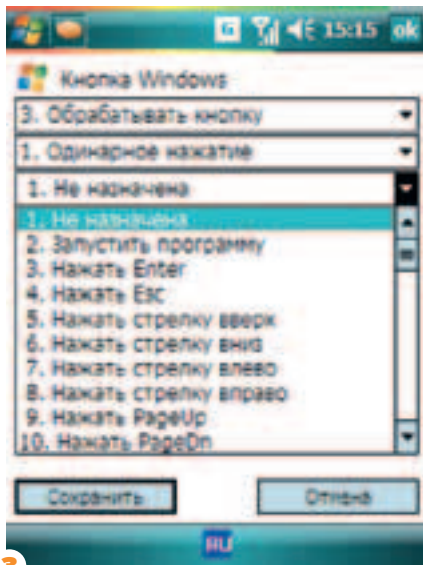 G 15:15 ok
Кнопка Windows
3. Обрабатывать кнопку
1. Одинарное нажатие
1. Не назначена
1. Не назначена
2. Запустить программу
3. Нажать Enter
4. Нажать Esc
5. Нажать стрелку вверх
6. Нажать стрелку вниз
7. Нажать стрелку влево
8. Нажать стрелку вправо
9. Нажать PageUp
10. Нажать PageDn
Сохранить Отмена
RU
3